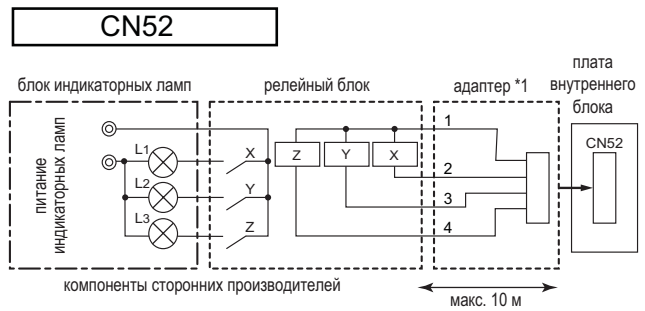 CN52
плата
внутреннего
блока
блок индикаторных ламп
релейный блок
адаптер *1
питание
индикаторных ламп
L1
L2
L3
X
Y
Z
Z
Y
X
1
2
3
4
CN52
компоненты сторонних производителей
макс. 10 м